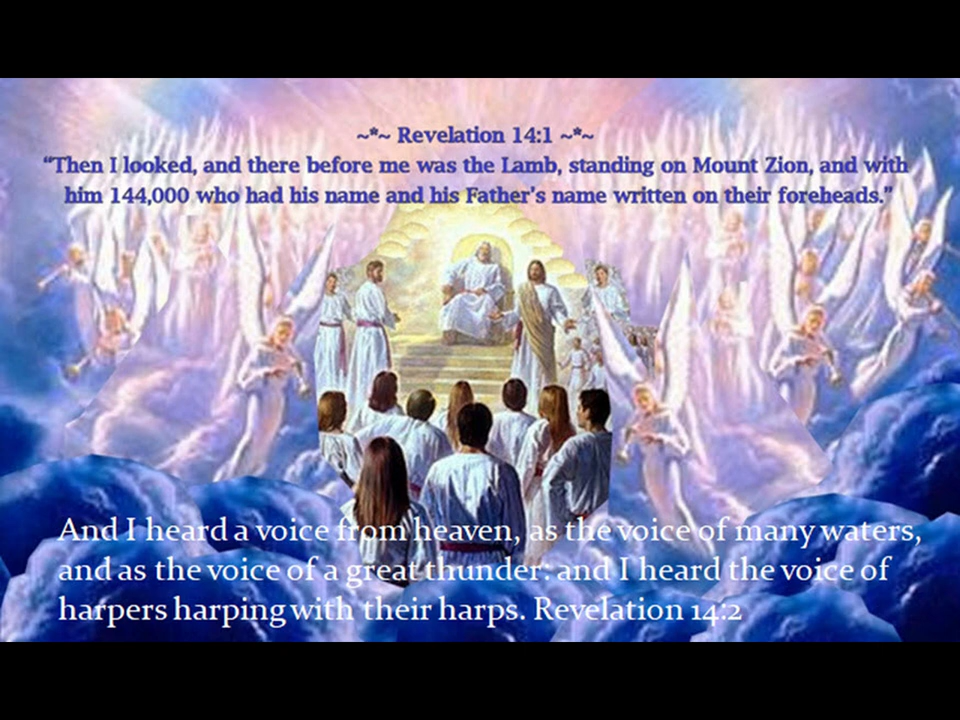 ~*~ Revelation 14:1 ~*~
“Then I looked, and there before me was the Lamb, standing on Mount Zion, and with
him 144,000 who had his name and his Father's name written on their foreheads.”
And I heard a voice from heaven, as the voice of many waters,
and as the voice of a great thunder: and I heard the voice of
harpers harping with their harps. Revelation 14:2